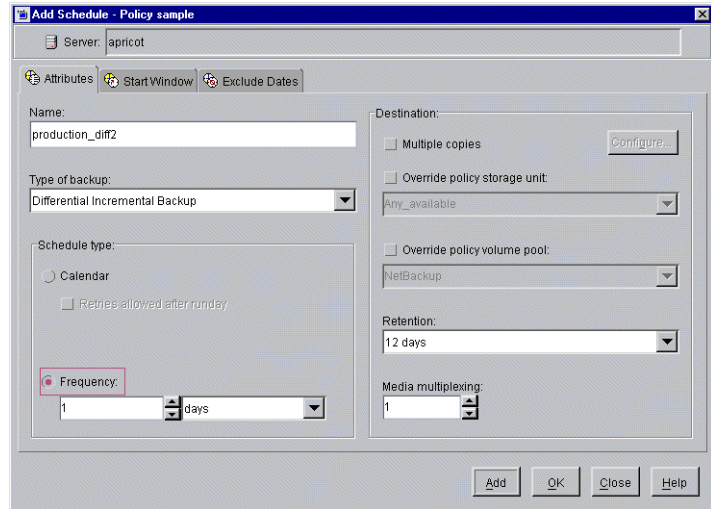 Add Schedule - Policy sample
Server: apricot
Attributes
Start Window
Exclude Dates
Name:
production_diff2
Type of backup:
Differential Incremental Backup
Schedule type:
Calendar
Retries allowed after runday
Frequency:
1 days
Destination:
Multiple copies
Configure...
Override policy storage unit:
Any_available
Override policy volume pool:
NetBackup
Retention:
12 days
Media multiplexing:
1
Add
OK
Close
Help